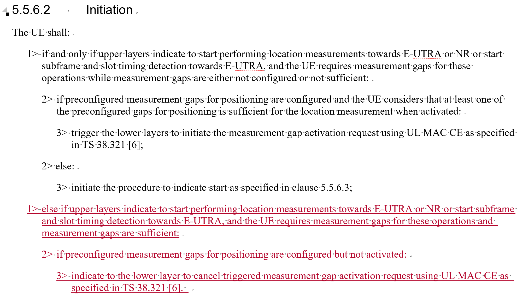 5.5.6.2 Initiation
The UE shall:
1> if and only if upper layers indicate to start performing location measurements towards E-UTRA or NR or start
subframe and slot timing detection towards E-UTRA, and the UE requires measurement gaps for these
operations while measurement gaps are either not configured or not sufficient:
2> if preconfigured measurement gaps for positioning are configured and the UE considers that at least one of
the preconfigured gaps for positioning is sufficient for the location measurement when activated:
3> trigger the lower layers to initiate the measurement gap activation request using UL MAC CE as specified
in TS 38.321 [6];
2> else:
3> initiate the procedure to indicate start as specified in clause 5.5.6.3;
1> else if upper layers indicate to start performing location measurements towards E-UTRA or NR or start subframe
and slot timing detection towards E-UTRA, and the UE requires measurement gaps for these operations and
measurement gaps are sufficient:
2> if preconfigured measurement gaps for positioning are configured but not activated:
3> indicate to the lower layer to cancel triggered measurement gap activation request using UL MAC CE as
specified in TS 38.321 [6].